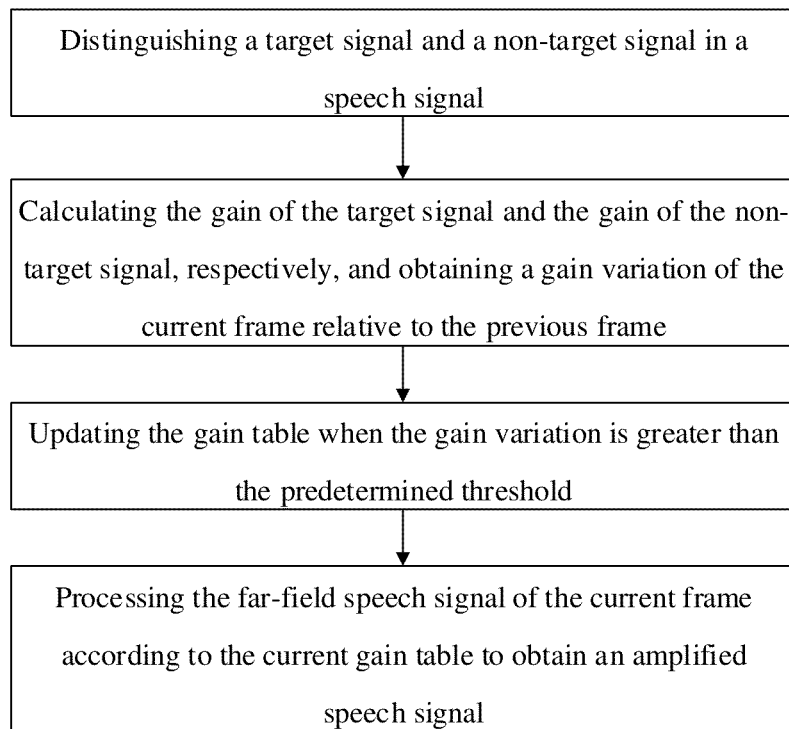 Distinguishing a target signal and a non-target signal in a
speech signal
Calculating the gain of the target signal and the gain of the non-
target signal, respectively, and obtaining a gain variation of the
current frame relative to the previous frame
Updating the gain table when the gain variation is greater than
the predetermined threshold
Processing the far-field speech signal of the current frame
according to the current gain table to obtain an amplified
speech signal